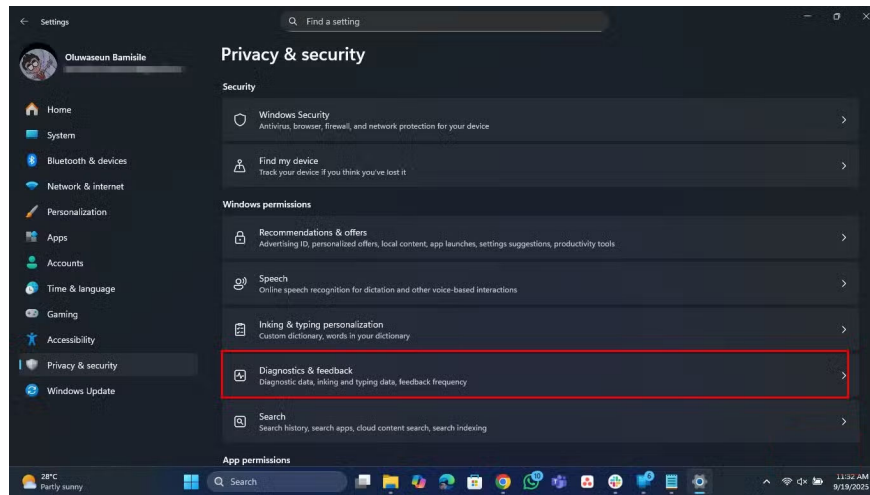 Settings
Find a setting
Oluwaseun Bamisile
Home
System
Bluetooth & devices
Network & internet
Personalization
Apps
Accounts
Time & language
Gaming
Accessibility
Privacy & security
Windows Update
Privacy & security
Security
Windows Security
Antivirus, browser, firewall, and network protection for your device
Find my device
Track your device if you think you've lost it
Windows permissions
Recommendations & offers
Advertising ID, personalized offers, local content, app launches, settings suggestions, productivity tools
Speech
Online speech recognition for dictation and other voice-based interactions
Inking & typing personalization
Custom dictionary, words in your dictionary
Diagnostics & feedback
Diagnostic data, inking and typing data, feedback frequency
Search
Search history, search apps, cloud content search, search indexing
App permissions
28°C
Partly sunny
Search
11:32 AM
9/19/2025